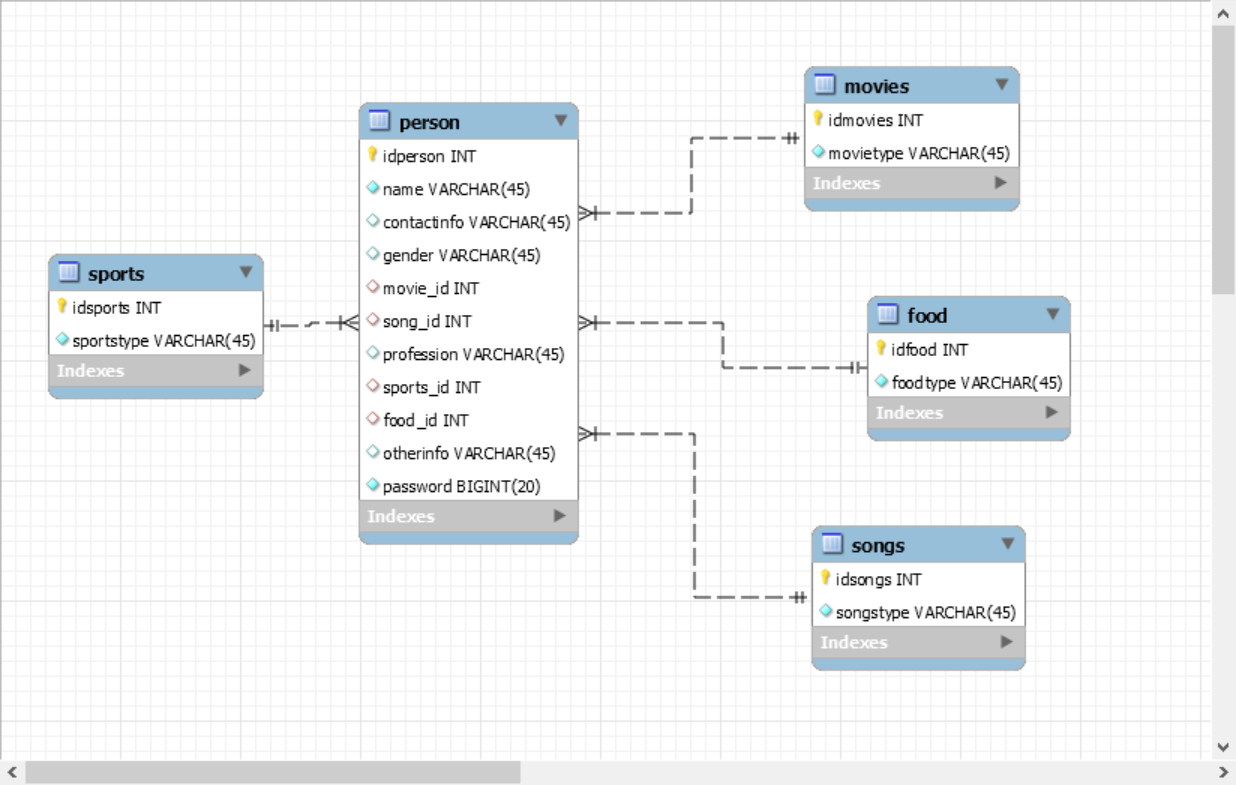 sports
idsports INT
sportstype VARCHAR(45)
Indexes
person
idperson INT
name VARCHAR(45)
contactinfo VARCHAR(45)
gender VARCHAR(45)
movie_id INT
song_id INT
profession VARCHAR(45)
sports_id INT
food_id INT
otherinfo VARCHAR(45)
password BIGINT(20)
Indexes
movies
idmovies INT
movietype VARCHAR(45)
Indexes
food
idfood INT
foodtype VARCHAR(45)
Indexes
songs
idsongs INT
songstype VARCHAR(45)
Indexes